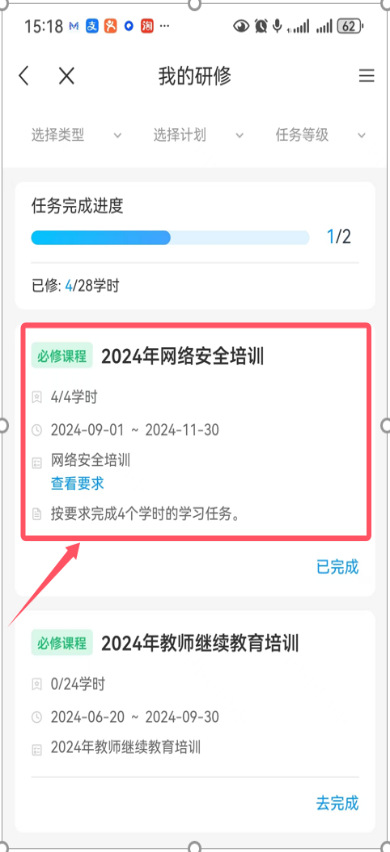 15:18 62
我的研修
选择类型 选择计划 任务等级
任务完成进度
1/2
已修: 4/28学时
必修课程 2024年网络安全培训
4/4学时
2024-09-01 ~ 2024-11-30
网络安全培训
查看要求
按要求完成4个学时的学习任务。
已完成
必修课程 2024年教师继续教育培训
0/24学时
2024-06-20 ~ 2024-09-30
2024年教师继续教育培训
去完成